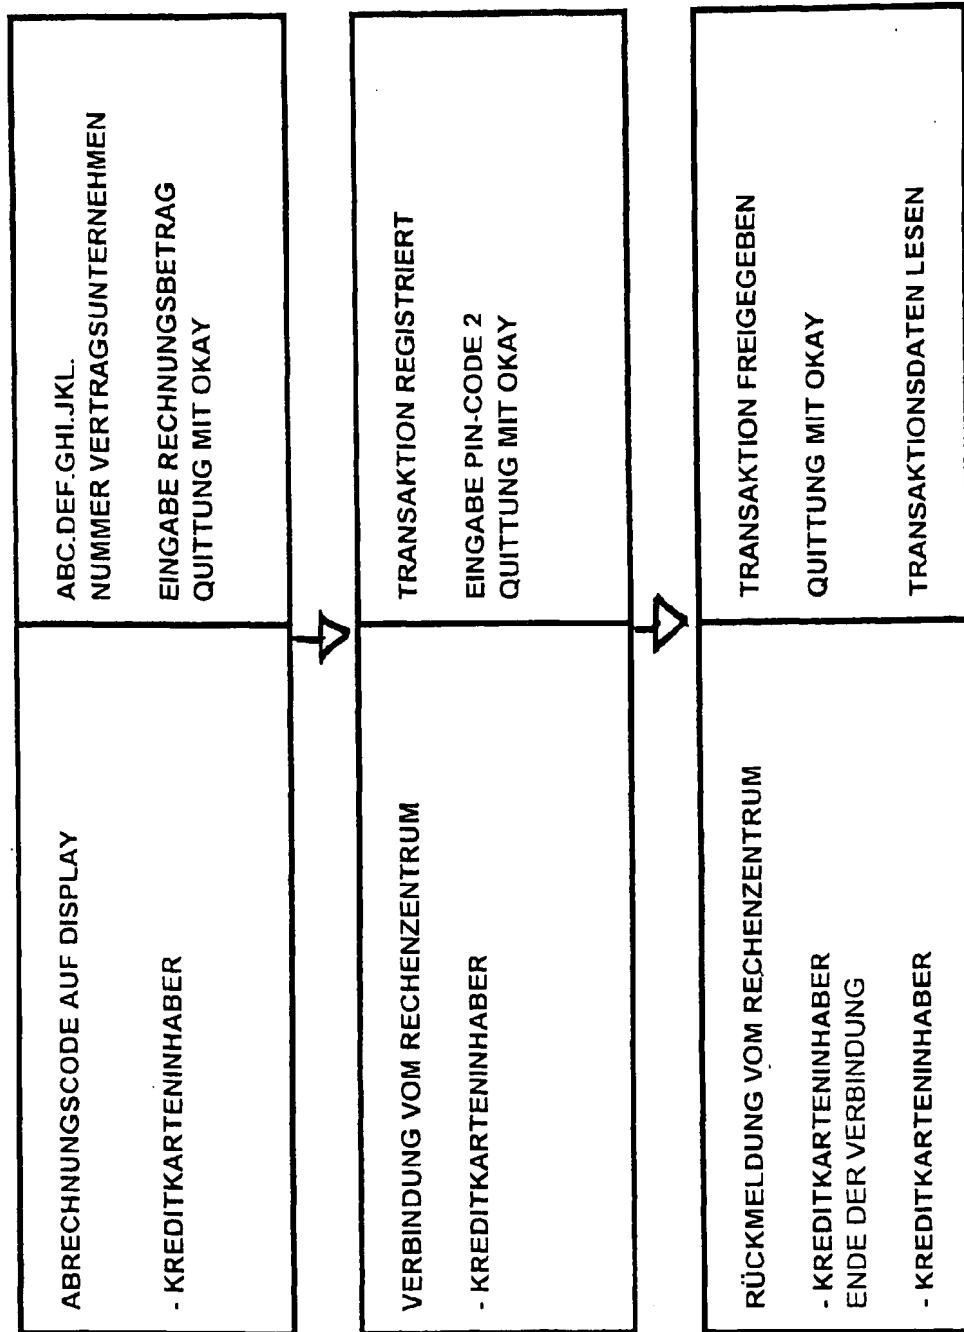 ABRECHNUNGSCODE AUF DISPLAY
ABC.DEF.GHI.JKL.
NUMMER VERTRAGSUNTERNEHMEN
- KREDITKARTENINHABER
EINGABE RECHNUNGSBETRAG
QUITTUNG MIT OKAY
VERBINDUNG VOM RECHENZENTRUM
TRANSAKTION REGISTRIERT
- KREDITKARTENINHABER
EINGABE PIN-CODE 2
QUITTUNG MIT OKAY
RÜCKMELDUNG VOM RECHENZENTRUM
TRANSAKTION FREIGEGEBEN
- KREDITKARTENINHABER
ENDE DER VERBINDUNG
QUITTUNG MIT OKAY
- KREDITKARTENINHABER
TRANSAKTIONSDATEN LESEN